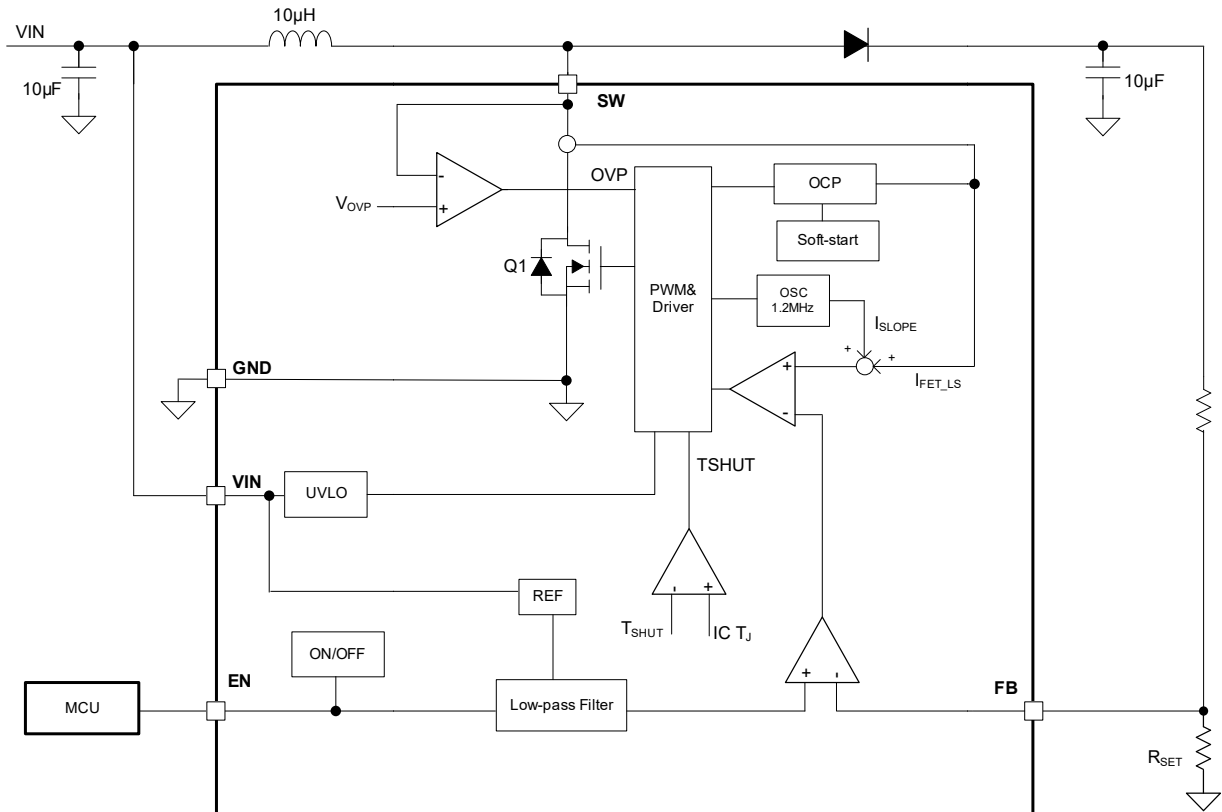 10µH
VIN
10µF
10µF
SW
OVP
OCP
V_OVP
Soft-start
Q1
PWM&
Driver
OSC
1.2MHz
I_SLOPE
GND
I_FET_LS
TSHUT
VIN
UVLO
REF
T_SHUT
IC T_J
ON/OFF
EN
FB
MCU
Low-pass Filter
R_SET
- 
+
+
+
+
-
-
+
+
-